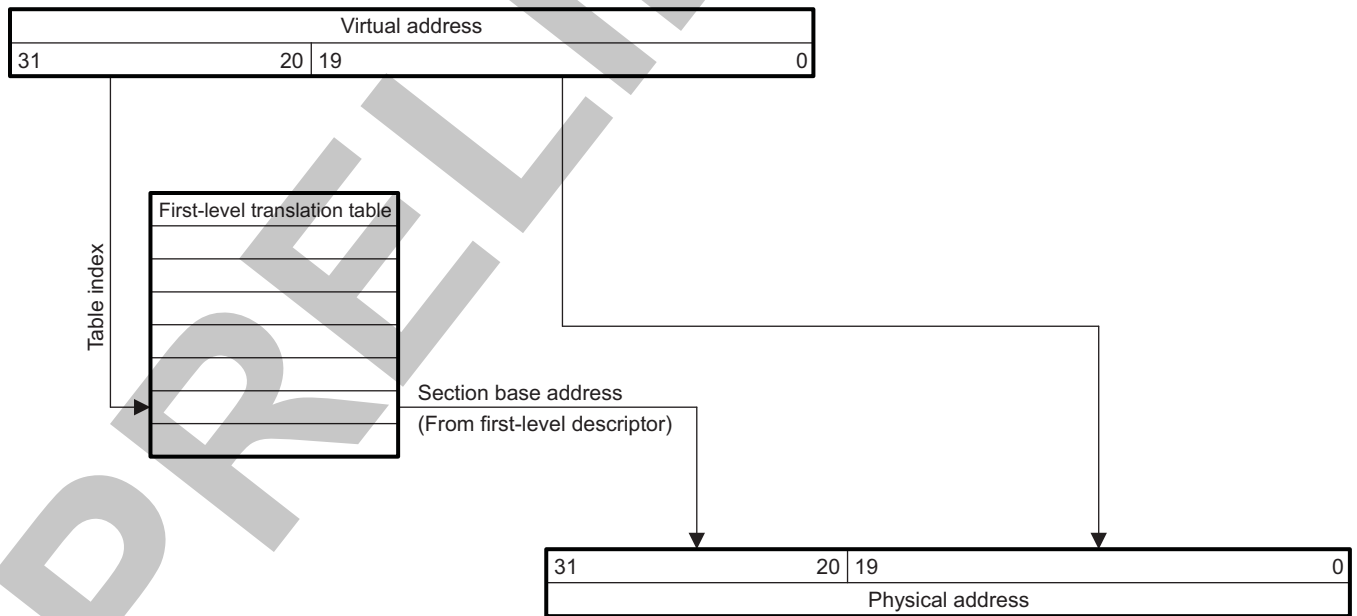 Virtual address
31 20 19 0
First-level translation table
Table index
Section base address
(From first-level descriptor)
31 20 19 0
Physical address
PRELI